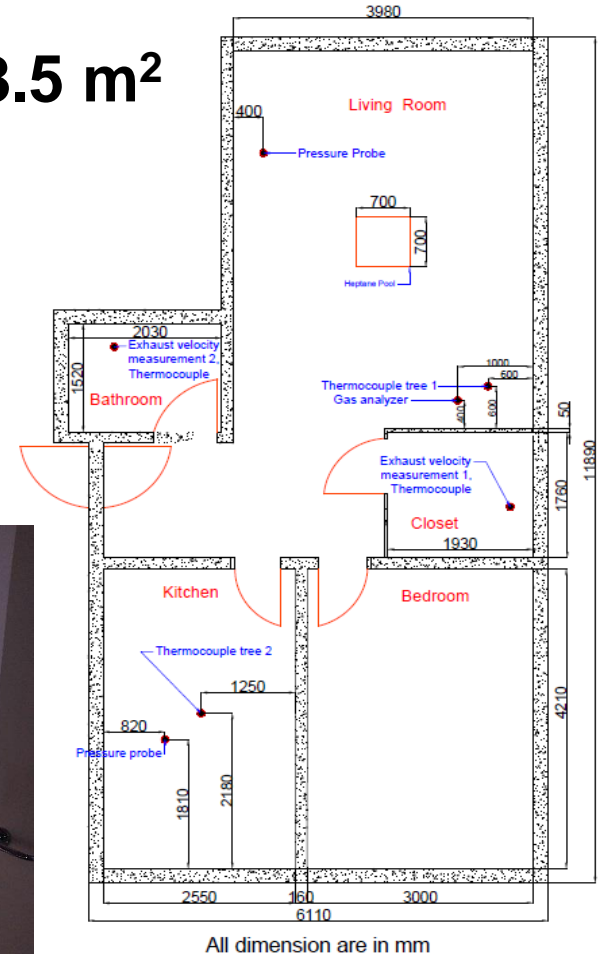 3.5 m²
3980
Living Room
400
Pressure Probe
700
700
Heptane Pool
2030
Exhaust velocity
measurement 2,
Thermocouple
1520
Bathroom
1000
600
Thermocouple tree 1
Gas analyzer
400
600
50
11890
Exhaust velocity
measurement 1,
Thermocouple
1760
Closet
1930
Kitchen
Bedroom
Thermocouple tree 2
1250
820
Pressure probe
1810
2180
4210
2550
160
3000
6110
All dimension are in mm